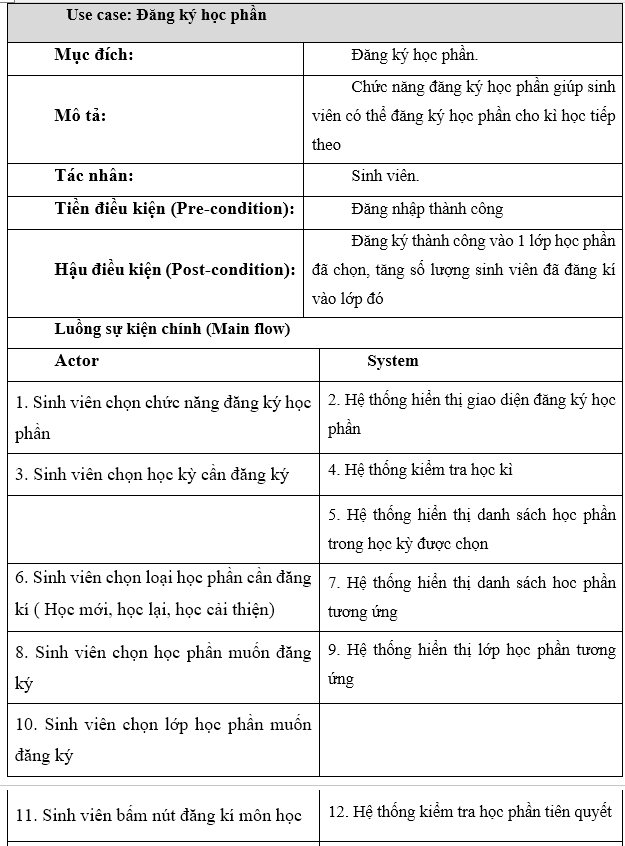 Use case: Đăng ký học phần
Mục đích:
Đăng ký học phần.
Mô tả:
Chức năng đăng ký học phần giúp sinh
viên có thể đăng ký học phần cho kì học tiếp
theo
Tác nhân:
Sinh viên.
Tiền điều kiện (Pre-condition):
Đăng nhập thành công
Hậu điều kiện (Post-condition):
Đăng ký thành công vào 1 lớp học phần
đã chọn, tăng số lượng sinh viên đã đăng kí
vào lớp đó
Luồng sự kiện chính (Main flow)
Actor
System
1. Sinh viên chọn chức năng đăng ký học
phần
2. Hệ thống hiển thị giao diện đăng ký học
phần
3. Sinh viên chọn học kỳ cần đăng ký
4. Hệ thống kiểm tra học kì
5. Hệ thống hiển thị danh sách học phần
trong học kỳ được chọn
6. Sinh viên chọn loại học phần cần đăng
kí ( Học mới, học lại, học cải thiện)
7. Hệ thống hiển thị danh sách hoc phần
tương ứng
8. Sinh viên chọn học phần muốn đăng
ký
9. Hệ thống hiển thị lớp học phần tương
ứng
10. Sinh viên chọn lớp học phần muốn
đăng ký
11. Sinh viên bấm nút đăng kí môn học
12. Hệ thống kiểm tra học phần tiên quyết